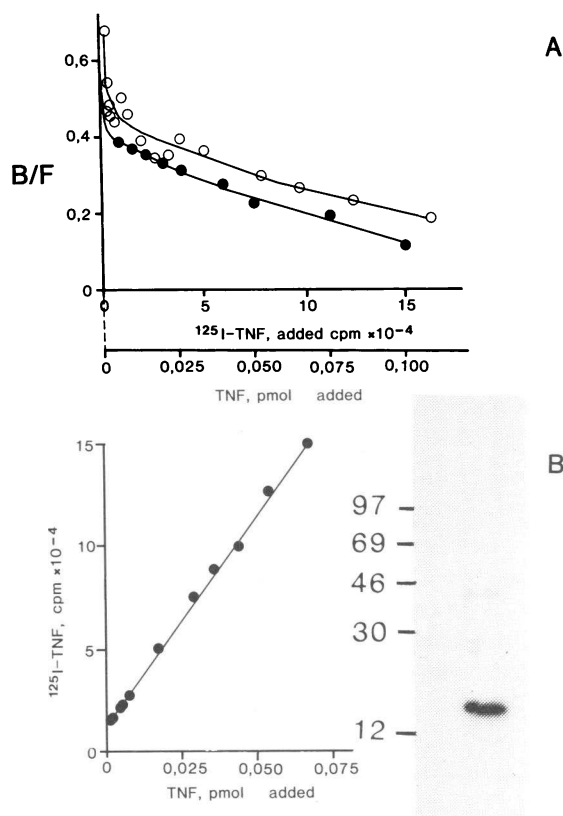 A
0,6
0,4
B/F
0,2
0
0 5 10 15
¹²⁵I–TNF, added cpm ×10⁻⁴
0 0,025 0,050 0,075 0,100
TNF, pmol added
B
15
10
5
0
¹²⁵I–TNF, cpm ×10⁻⁴
0 0,025 0,050 0,075
TNF, pmol added
97
69
46
30
12